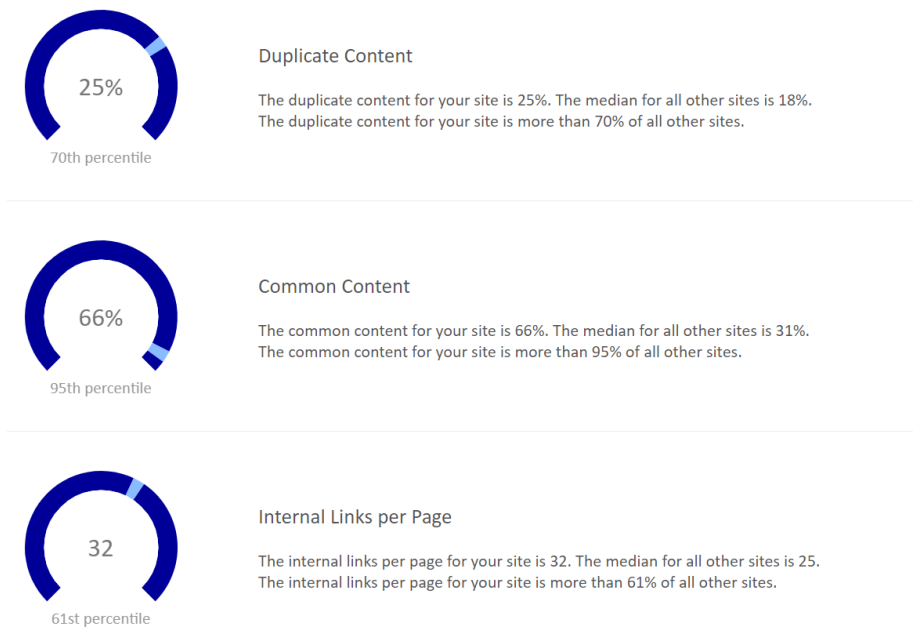 25%
70th percentile
Duplicate Content
The duplicate content for your site is 25%. The median for all other sites is 18%.
The duplicate content for your site is more than 70% of all other sites.
66%
95th percentile
Common Content
The common content for your site is 66%. The median for all other sites is 31%.
The common content for your site is more than 95% of all other sites.
32
61st percentile
Internal Links per Page
The internal links per page for your site is 32. The median for all other sites is 25.
The internal links per page for your site is more than 61% of all other sites.